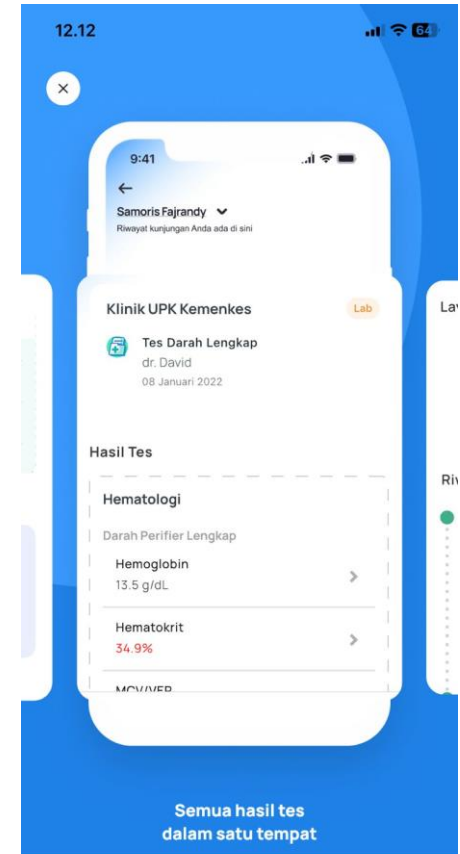 12.12
64
9:41
Samoris Fajrandy
Riwayat kunjungan Anda ada di sini
Klinik UPK Kemenkes
Lab
Tes Darah Lengkap
dr. David
08 Januari 2022
Hasil Tes
Hematologi
Darah Perifier Lengkap
Hemoglobin
13.5 g/dL
Hematokrit
34.9%
MCV/VER
La
Riv
Semua hasil tes
dalam satu tempat